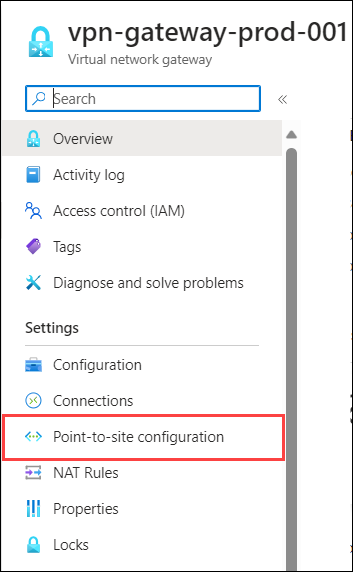 vpn-gateway-prod-001
Virtual network gateway
Search
Overview
Activity log
Access control (IAM)
Tags
Diagnose and solve problems
Settings
Configuration
Connections
Point-to-site configuration
NAT Rules
Properties
Locks